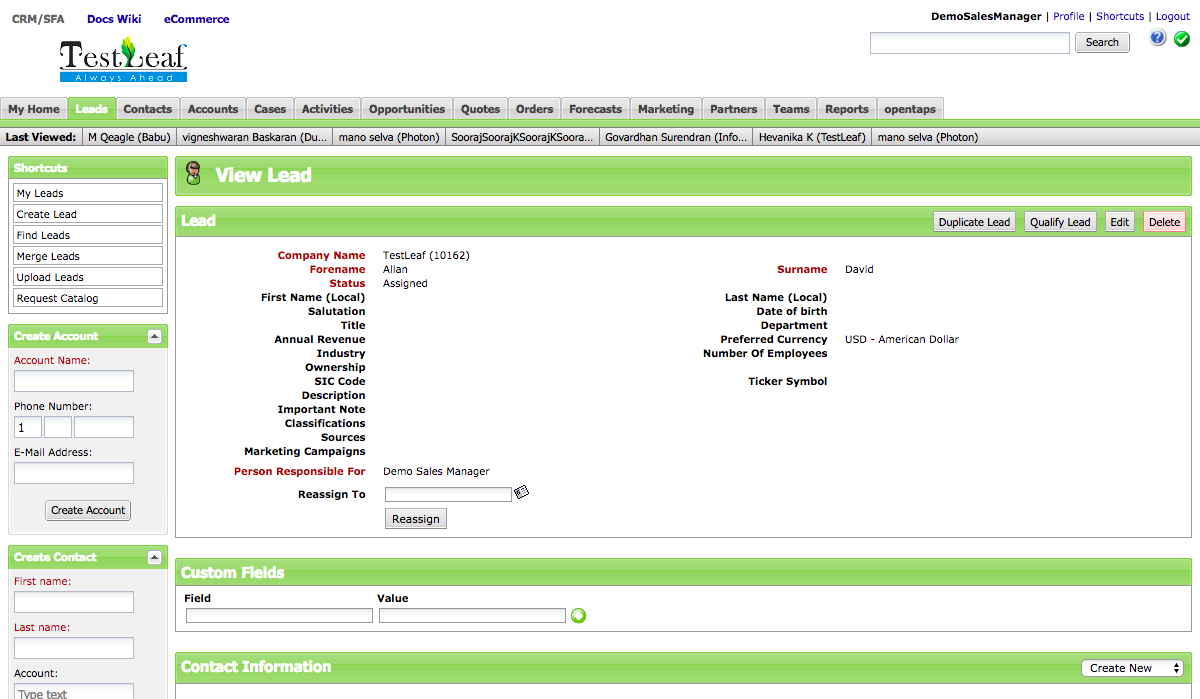 CRM/SFA Docs Wiki eCommerce
DemoSalesManager | Profile | Shortcuts | Logout
TestLeaf
Always Ahead
Search
My Home Leads Contacts Accounts Cases Activities Opportunities Quotes Orders Forecasts Marketing Partners Teams Reports opentaps
Last Viewed: M Qeagle (Babu) vigneshwaran Baskaran (Du... mano selva (Photon) SoorajSoorajKSoorajKSoora... Govardhan Surendran (Info... Hevanika K (TestLeaf) mano selva (Photon)
Shortcuts
My Leads
Create Lead
Find Leads
Merge Leads
Upload Leads
Request Catalog
Create Account
Account Name:
Phone Number:
1
E-Mail Address:
Create Account
Create Contact
First name:
Last name:
Account:
Type text
View Lead
Lead Duplicate Lead Qualify Lead Edit Delete
Company Name TestLeaf (10162)
Forename Allan Surname David
Status Assigned
First Name (Local) Last Name (Local)
Salutation Date of birth
Title Department
Annual Revenue Preferred Currency USD - American Dollar
Industry Number Of Employees
Ownership
SIC Code Ticker Symbol
Description
Important Note
Classifications
Sources
Marketing Campaigns
Person Responsible For Demo Sales Manager
Reassign To
Reassign
Custom Fields
Field Value
Contact Information Create New